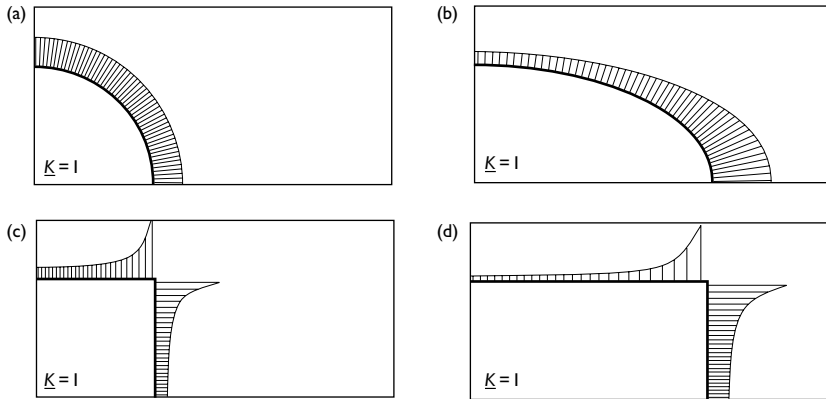 (a)
K = I
(b)
K = I
(c)
K = I
(d)
K = I